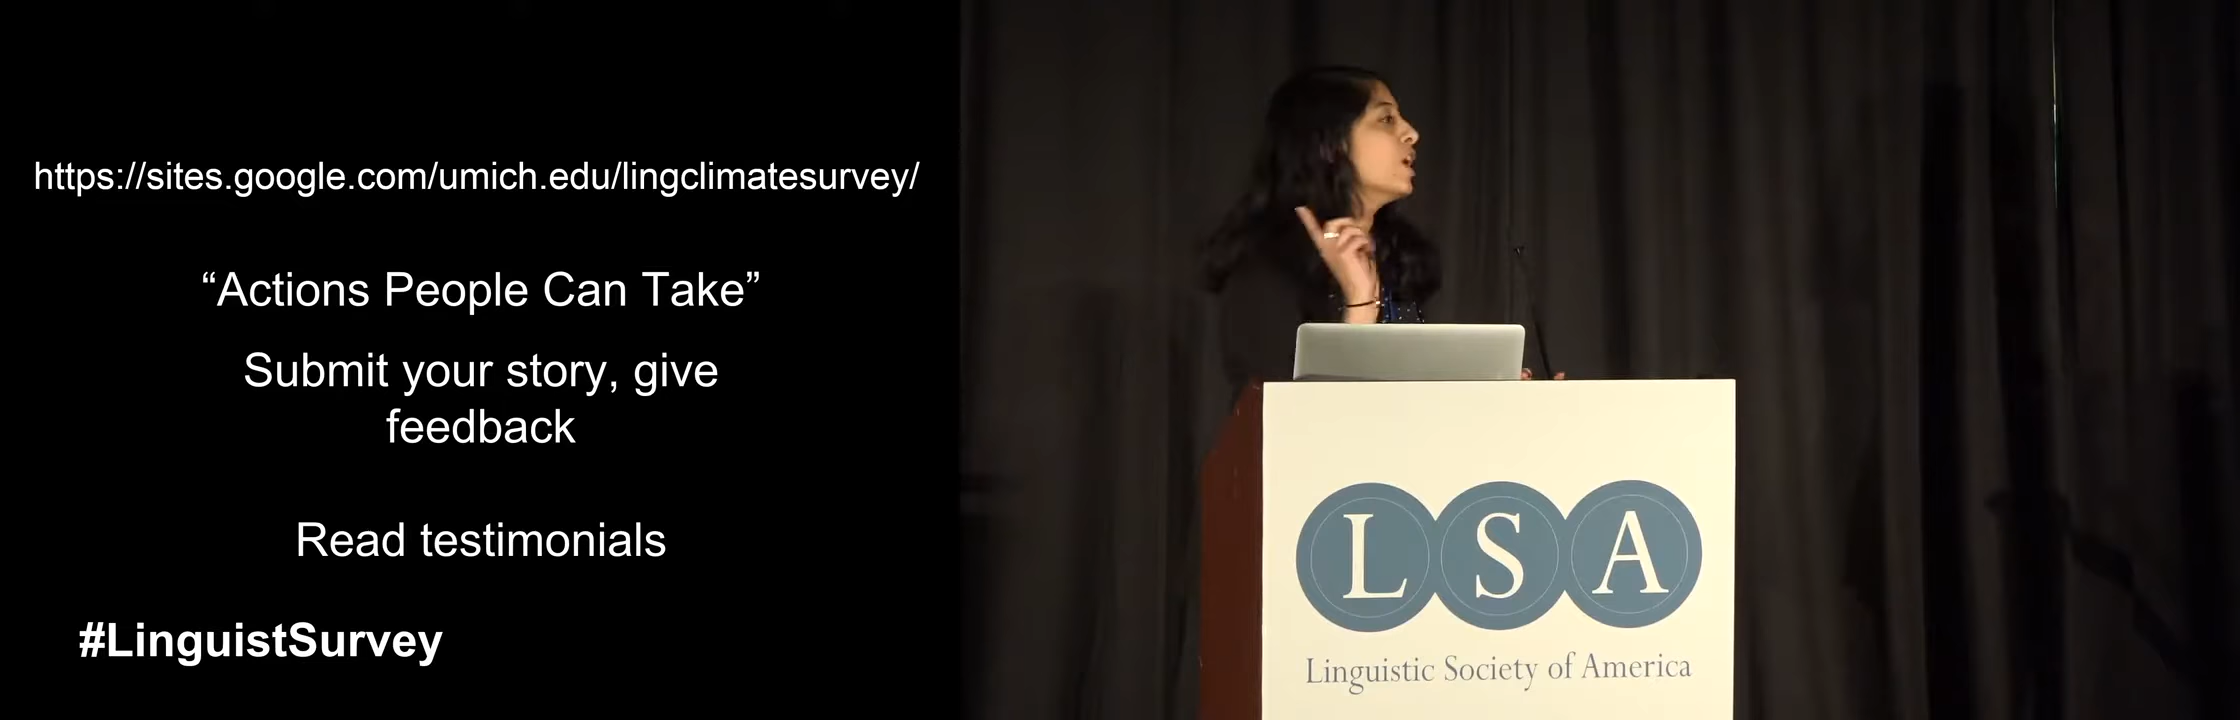 https://sites.google.com/umich.edu/lingclimatesurvey/
“Actions People Can Take”
Submit your story, give
feedback
Read testimonials
#LinguistSurvey
L S A
Linguistic Society of America